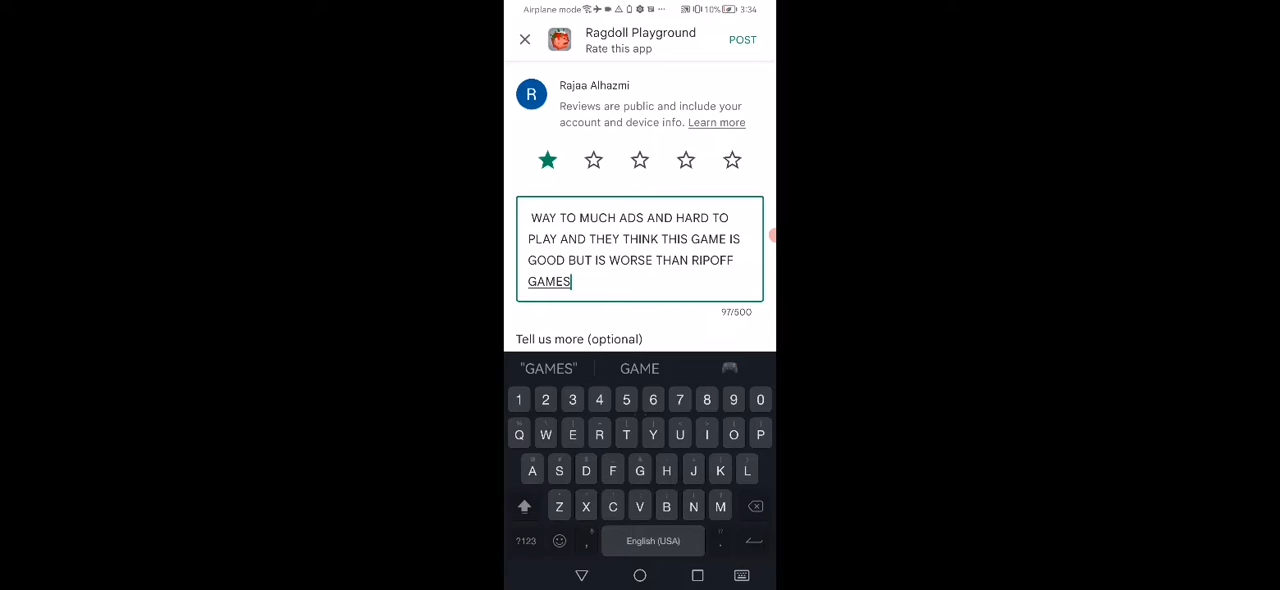 Airplane mode 10% 3:34
Ragdoll Playground
Rate this app
POST
R
Rajaa Alhazmi
Reviews are public and include your
account and device info. Learn more
WAY TO MUCH ADS AND HARD TO
PLAY AND THEY THINK THIS GAME IS
GOOD BUT IS WORSE THAN RIPOFF
GAMES
97/500
Tell us more (optional)
"GAMES" GAME
1 2 3 4 5 6 7 8 9 0
Q W E R T Y U I O P
A S D F G H J K L
Z X C V B N M
?123 , English (USA) .